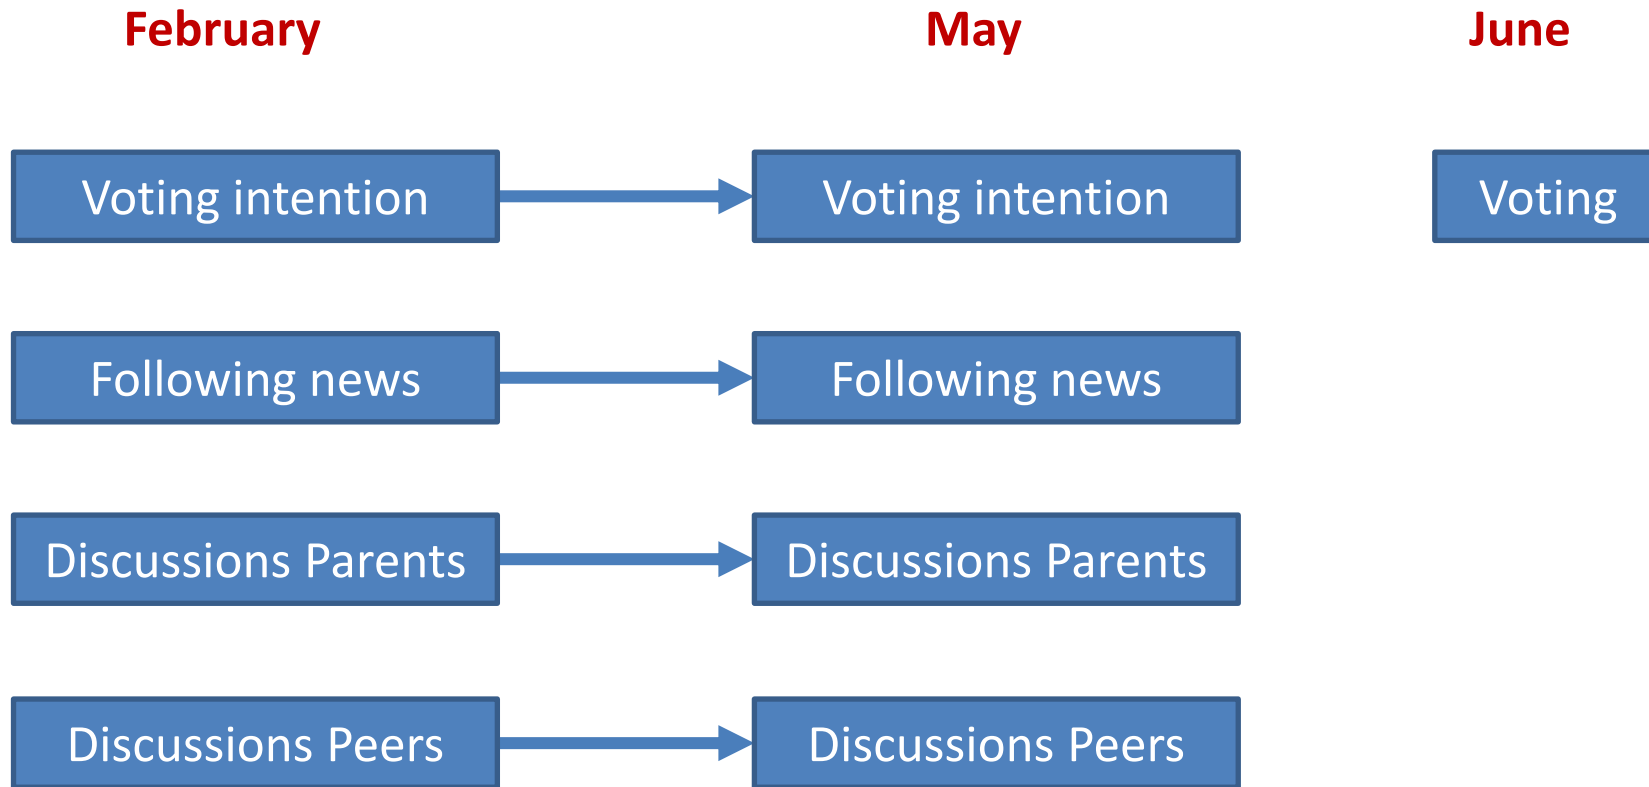 February May June
Voting intention Voting intention Voting
Following news Following news
Discussions Parents Discussions Parents
Discussions Peers Discussions Peers